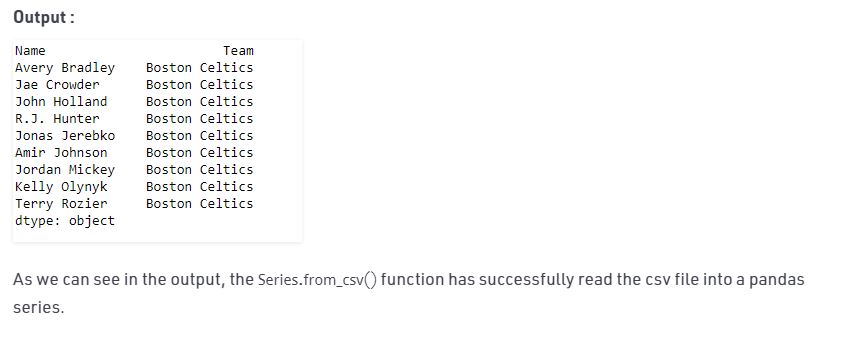 Output :
Name Team
Avery Bradley Boston Celtics
Jae Crowder Boston Celtics
John Holland Boston Celtics
R.J. Hunter Boston Celtics
Jonas Jerebko Boston Celtics
Amir Johnson Boston Celtics
Jordan Mickey Boston Celtics
Kelly Olynyk Boston Celtics
Terry Rozier Boston Celtics
dtype: object
As we can see in the output, the Series.from_csv() function has successfully read the csv file into a pandas
series.